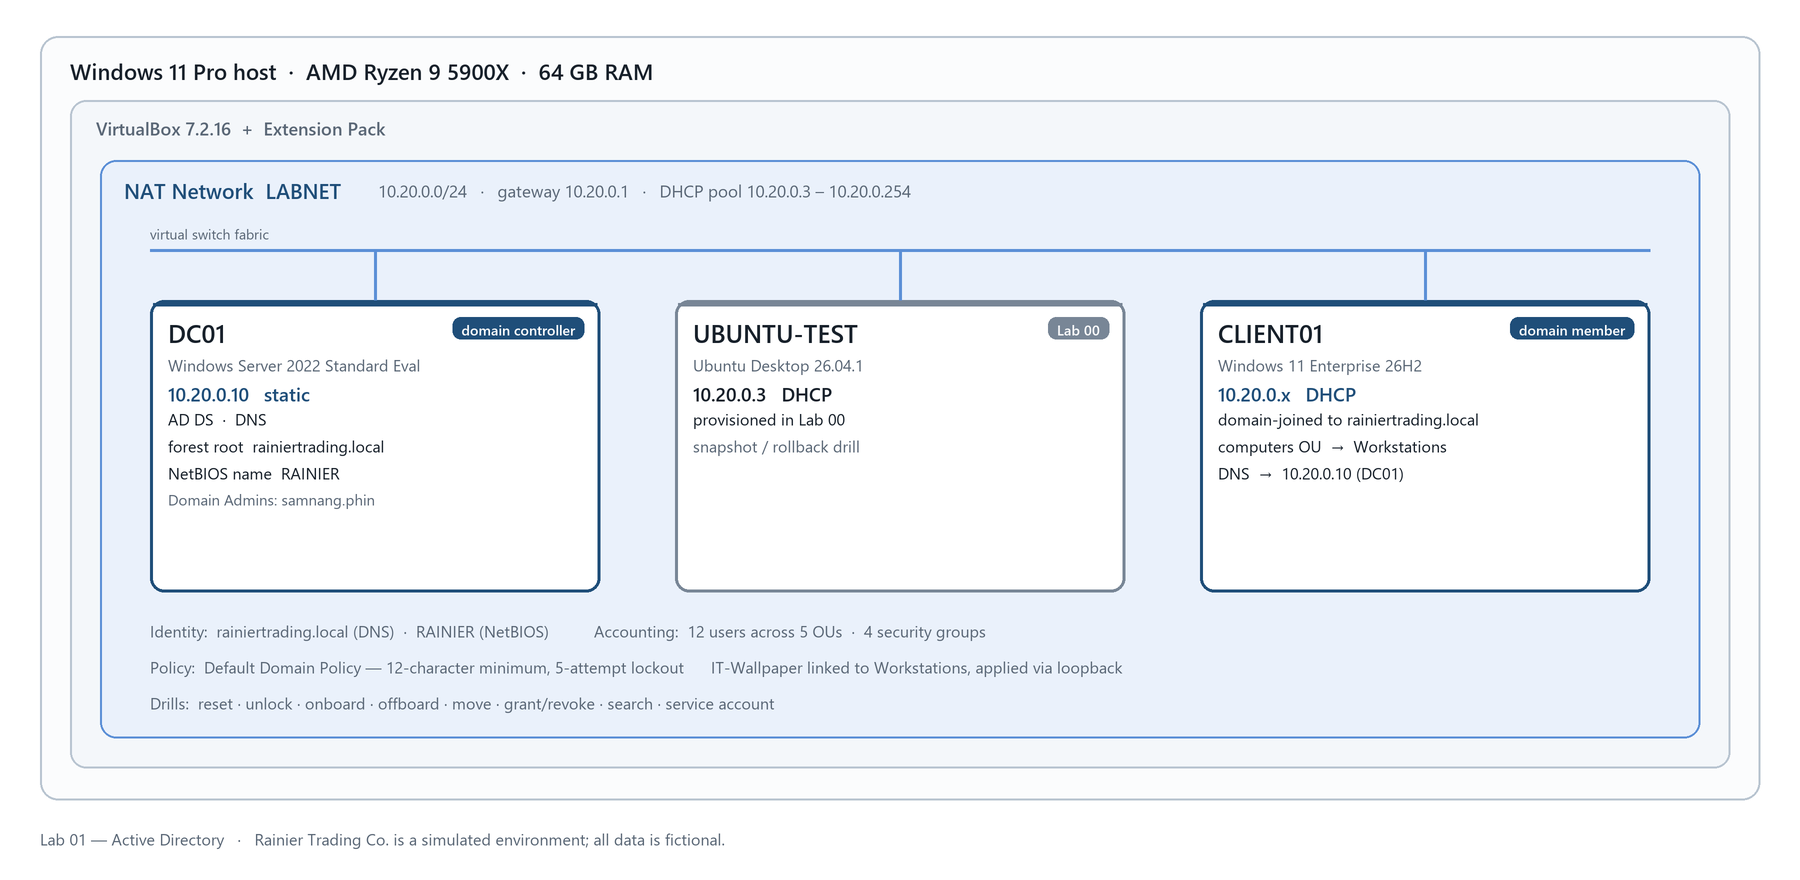 Windows 11 Pro host · AMD Ryzen 9 5900X · 64 GB RAM
VirtualBox 7.2.16 + Extension Pack
NAT Network LABNET 10.20.0.0/24 · gateway 10.20.0.1 · DHCP pool 10.20.0.3 – 10.20.0.254
virtual switch fabric
DC01 domain controller
Windows Server 2022 Standard Eval
10.20.0.10 static
AD DS · DNS
forest root rainiertrading.local
NetBIOS name RAINIER
Domain Admins: samnang.phin
UBUNTU-TEST Lab 00
Ubuntu Desktop 26.04.1
10.20.0.3 DHCP
provisioned in Lab 00
snapshot / rollback drill
CLIENT01 domain member
Windows 11 Enterprise 26H2
10.20.0.x DHCP
domain-joined to rainiertrading.local
computers OU → Workstations
DNS → 10.20.0.10 (DC01)
Identity: rainiertrading.local (DNS) · RAINIER (NetBIOS) Accounting: 12 users across 5 OUs · 4 security groups
Policy: Default Domain Policy — 12-character minimum, 5-attempt lockout IT-Wallpaper linked to Workstations, applied via loopback
Drills: reset · unlock · onboard · offboard · move · grant/revoke · search · service account
Lab 01 — Active Directory · Rainier Trading Co. is a simulated environment; all data is fictional.